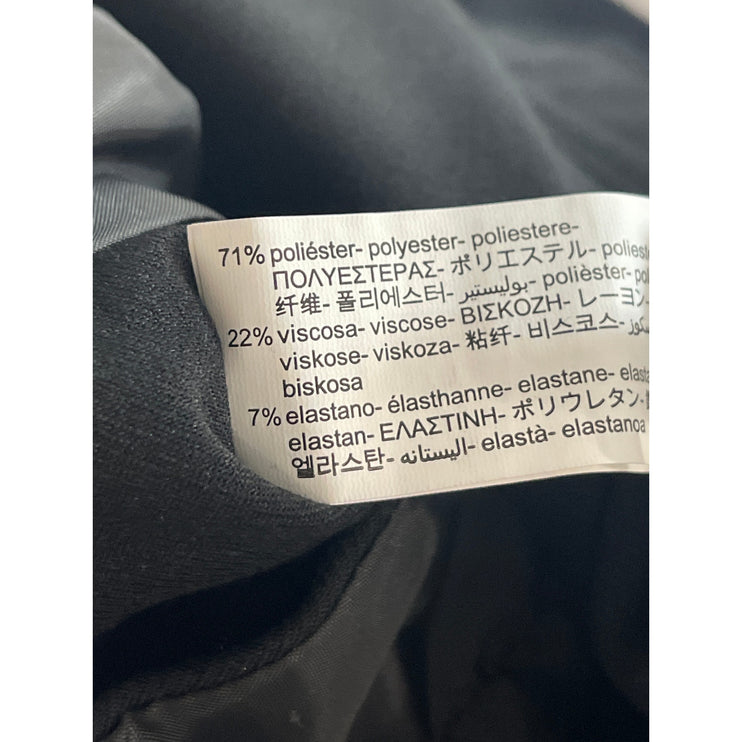 71% poliéster- polyester- poliestere-
ΠΟΛΥΕΣΤΕΡΑΣ- ポリエステル-
纤维- 폴리에스터- بوليستير- polièster-
22% viscosa- viscose- ΒΙΣΚΟΖΗ- レーヨン-
viskose- viskoza- 粘纤- 비스코스-
biskosa
7% elastano- élasthanne- elastane-
elastan- ΕΛΑΣΤΙΝΗ- ポリウレタン-
엘라스탄- اليستانه- elastà- elastanoa